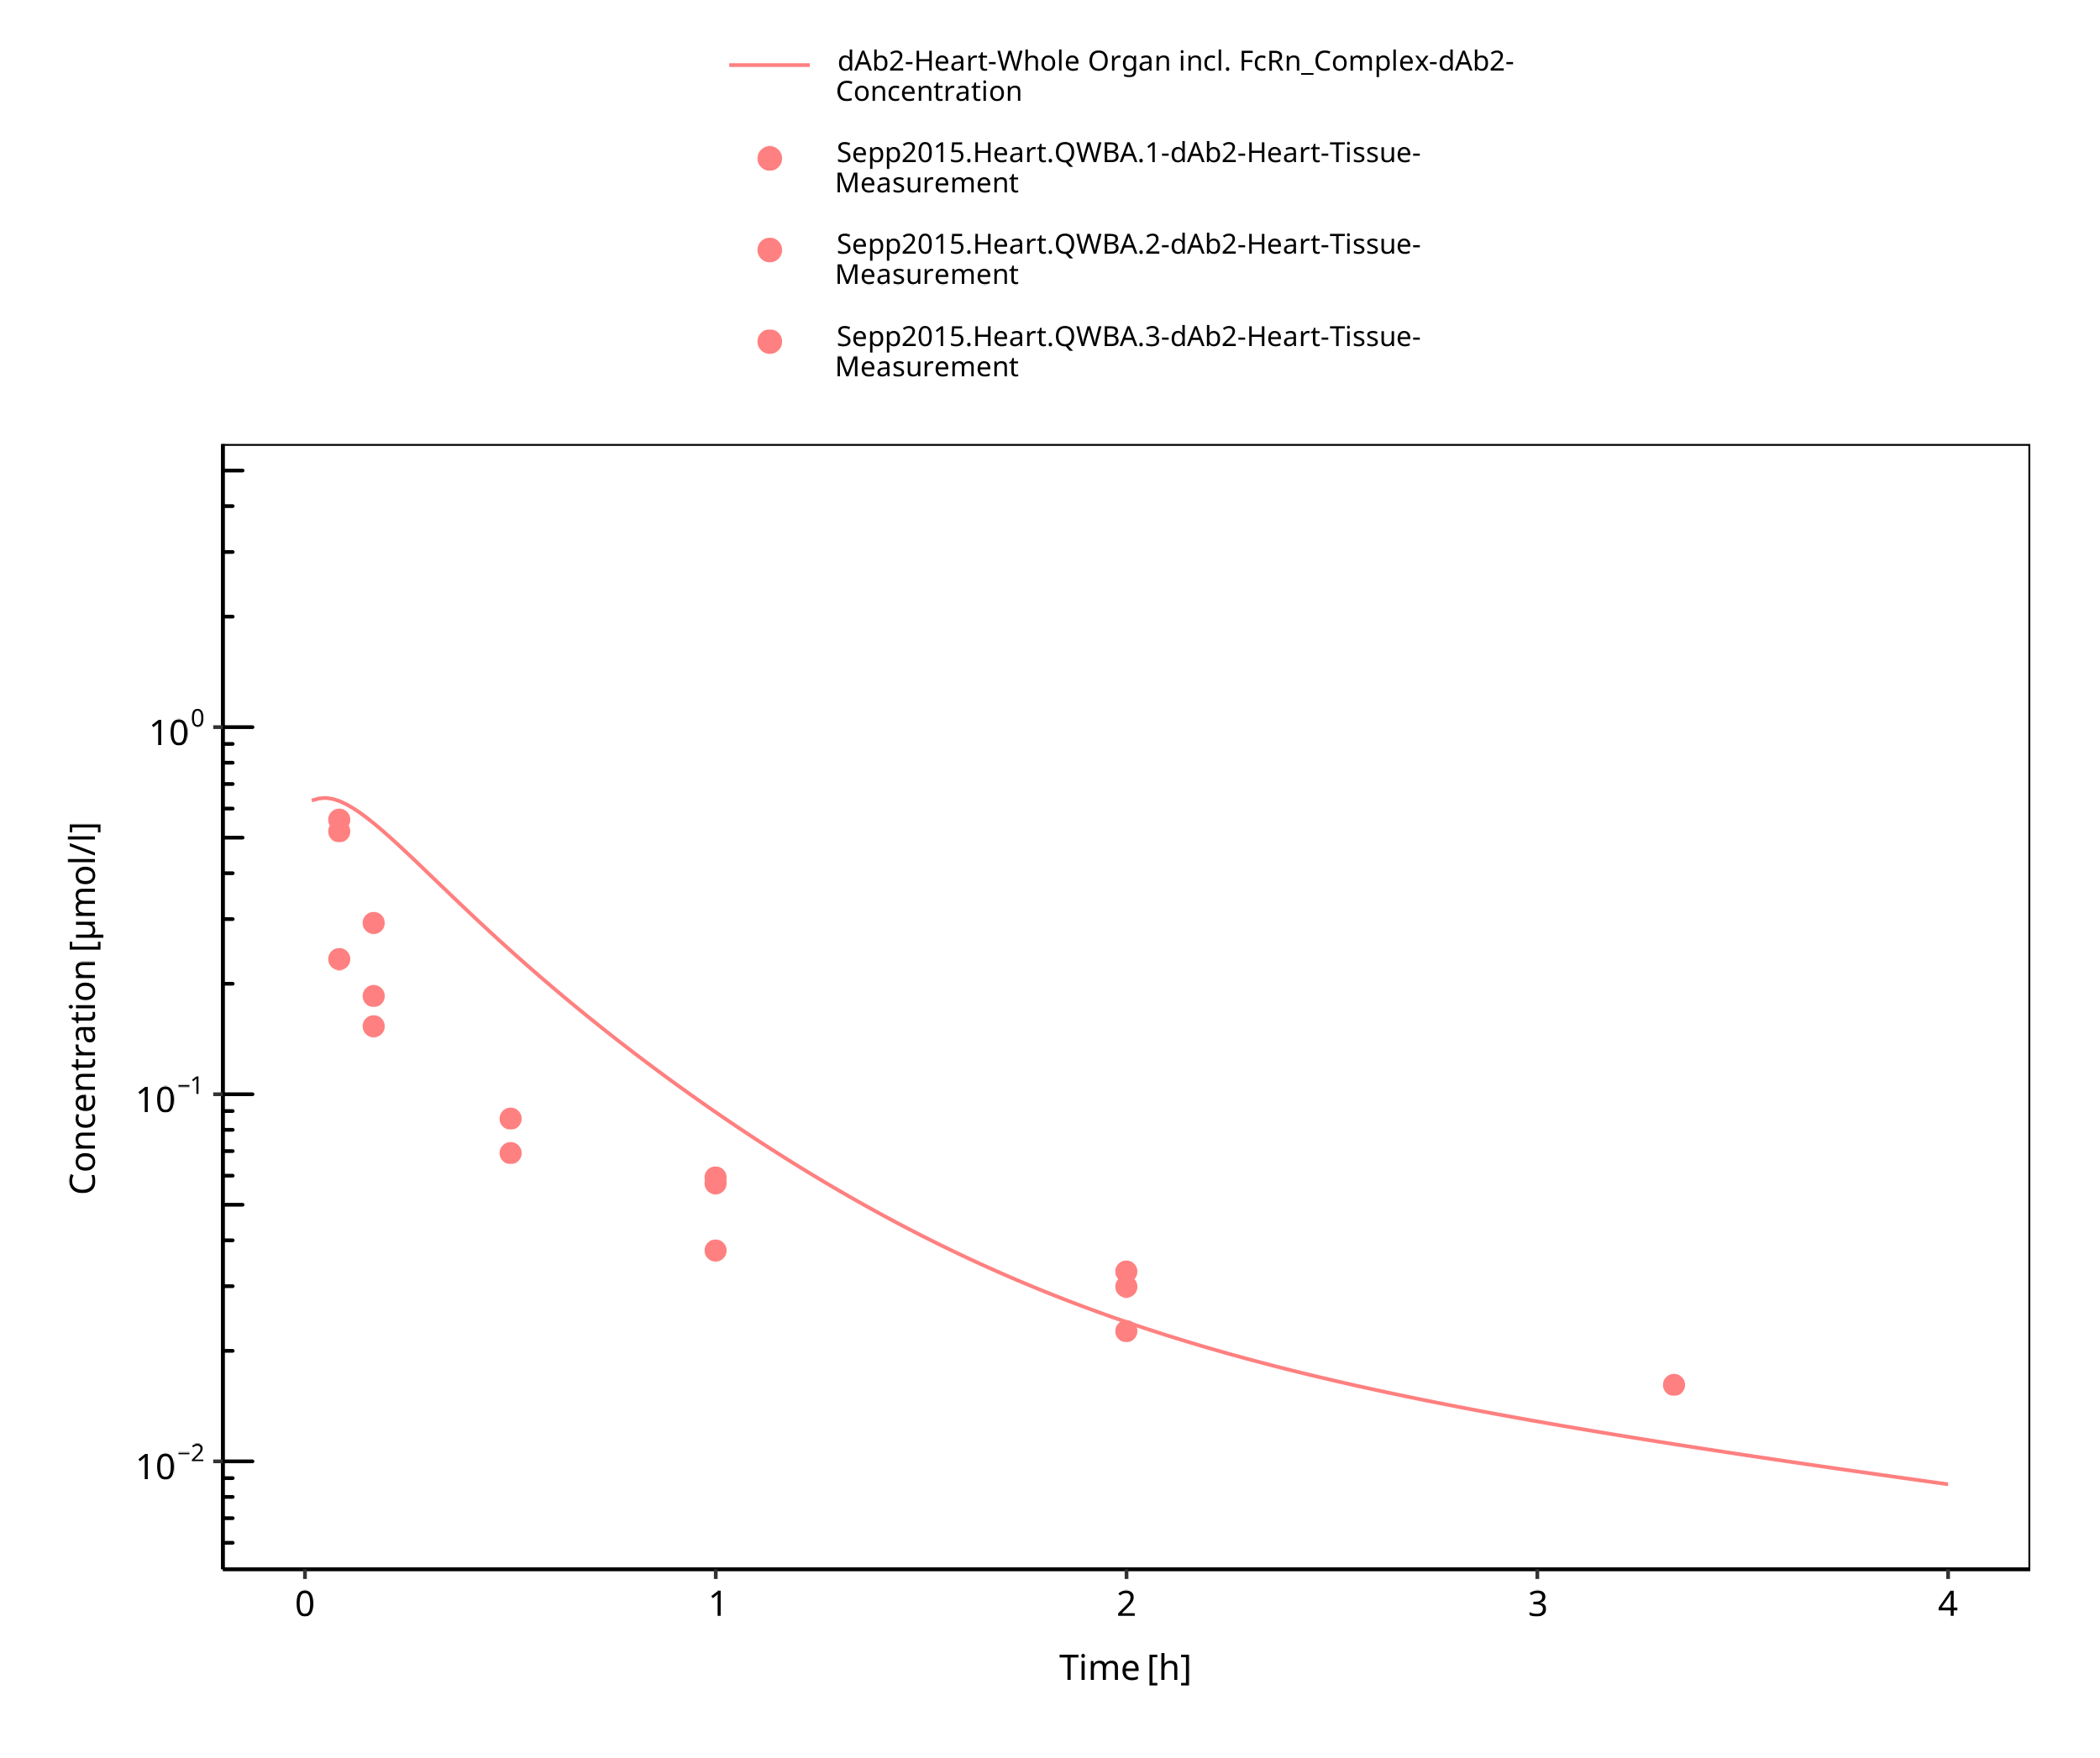 dAb2-Heart-Whole Organ incl. FcRn_Complex-dAb2-
Concentration
Sepp2015.Heart.QWBA.1-dAb2-Heart-Tissue-
Measurement
Sepp2015.Heart.QWBA.2-dAb2-Heart-Tissue-
Measurement
Sepp2015.Heart.QWBA.3-dAb2-Heart-Tissue-
Measurement
10⁰
10⁻¹
10⁻²
Concentration [µmol/l]
0 1 2 3 4
Time [h]